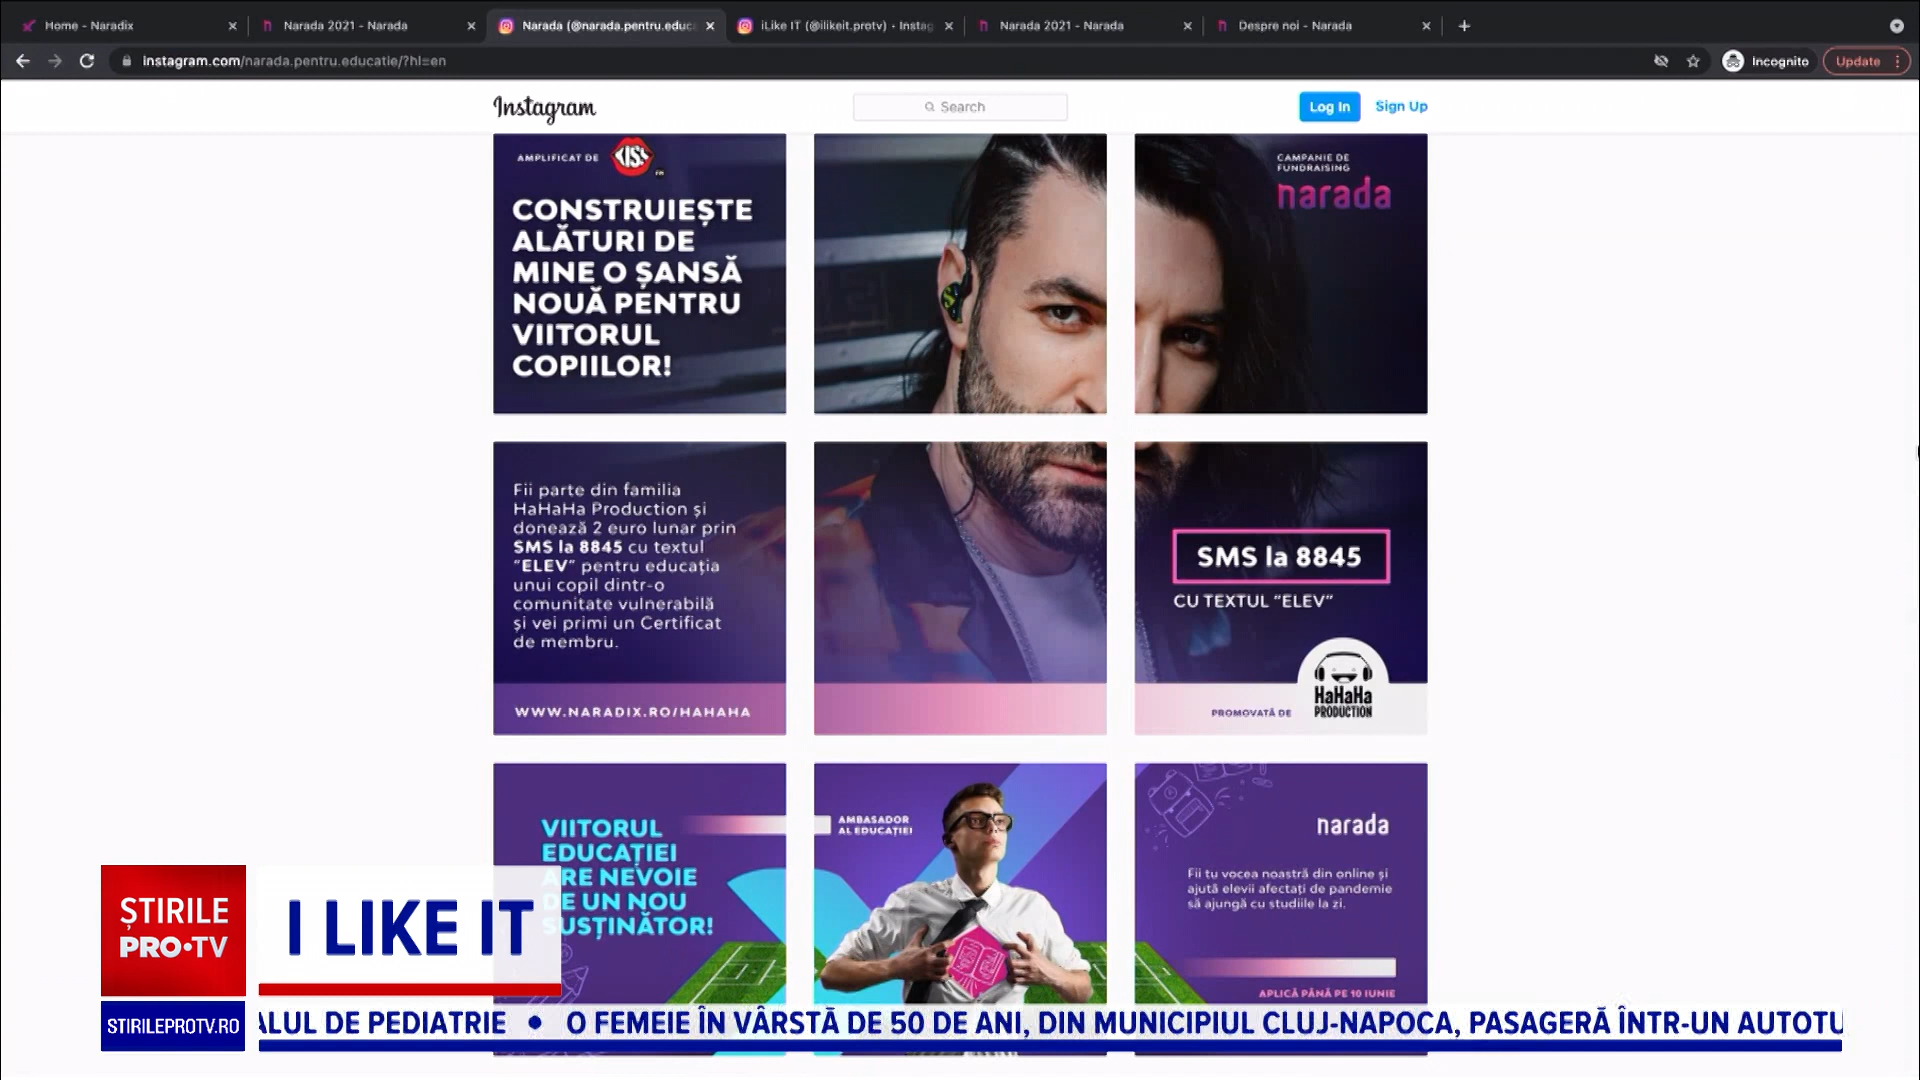 Home - Naradix
Narada 2021 - Narada
Narada (@narada.pentru.educ
iLike IT (@ilikeit.protv) • Instag
Narada 2021 - Narada
Despre noi - Narada
instagram.com/narada.pentru.educatie/?hl=en
Incognito
Update
Instagram
Search
Log In
Sign Up
AMPLIFICAT DE
KISS
FM
CONSTRUIEȘTE
ALĂTURI DE
MINE O ȘANSĂ
NOUĂ PENTRU
VIITORUL
COPIILOR!
CAMPANIE DE
FUNDRAISING
narada
Fii parte din familia
HaHaHa Production și
donează 2 euro lunar prin
SMS la 8845 cu textul
"ELEV" pentru educația
unui copil dintr-o
comunitate vulnerabilă
și vei primi un Certificat
de membru.
WWW.NARADIX.RO/HAHAHA
SMS la 8845
CU TEXTUL "ELEV"
PROMOVATĂ DE
HaHaHa
PRODUCTION
VIITORUL
EDUCAȚIEI
ARE NEVOIE
DE UN NOU
SUSȚINĂTOR!
AMBASADOR
AL EDUCAȚIEI
narada
Fii tu vocea noastră din online și
ajută elevii afectați de pandemie
să ajungă cu studiile la zi.
APLICĂ PÂNĂ PE 10 IUNIE
ȘTIRILE
PRO•TV
I LIKE IT
STIRILEPROTV.RO
ALUL DE PEDIATRIE • O FEMEIE ÎN VÂRSTĂ DE 50 DE ANI, DIN MUNICIPIUL CLUJ-NAPOCA, PASAGERĂ ÎNTR-UN AUTOTU